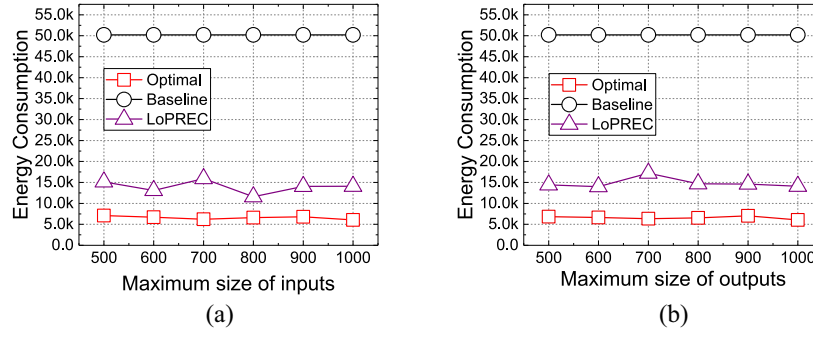 55.0k
50.0k
45.0k
40.0k
35.0k
30.0k
25.0k
20.0k
15.0k
10.0k
5.0k
0.0
Energy Consumption
Optimal
Baseline
LoPREC
500 600 700 800 900 1000
Maximum size of inputs
(a)
55.0k
50.0k
45.0k
40.0k
35.0k
30.0k
25.0k
20.0k
15.0k
10.0k
5.0k
0.0
Energy Consumption
Optimal
Baseline
LoPREC
500 600 700 800 900 1000
Maximum size of outputs
(b)